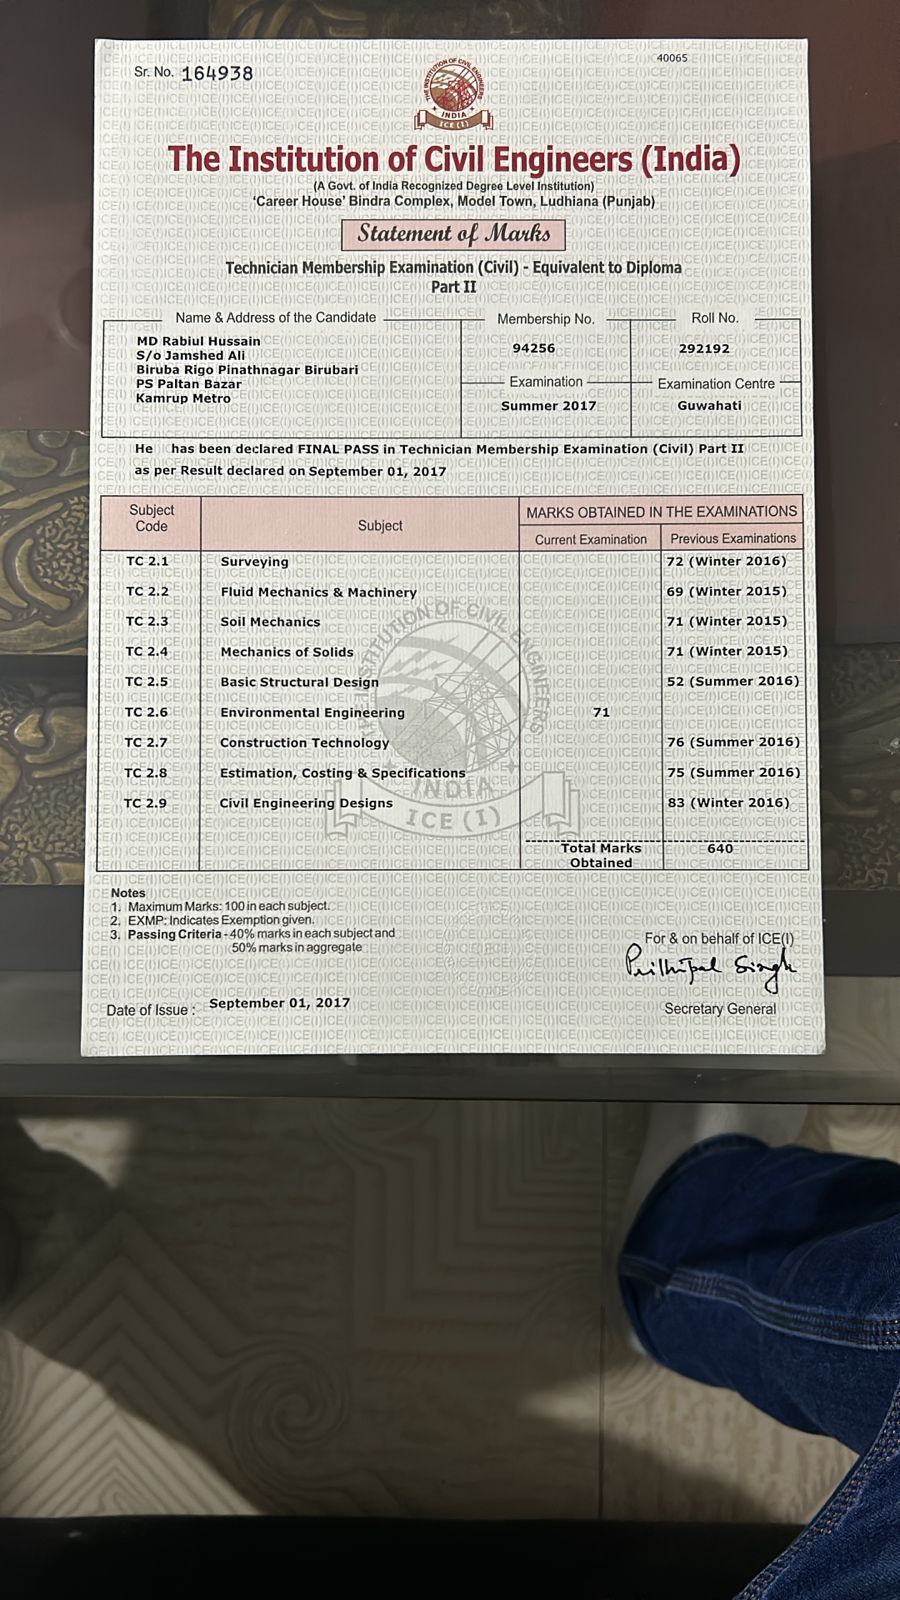 Sr. No. 164938
40065
THE INSTITUTION OF CIVIL ENGINEERS
INDIA
ICE (I)
The Institution of Civil Engineers (India)
(A Govt. of India Recognized Degree Level Institution)
'Career House' Bindra Complex, Model Town, Ludhiana (Punjab)
Statement of Marks
Technician Membership Examination (Civil) - Equivalent to Diploma
Part II
Name & Address of the Candidate
Membership No.
Roll No.
MD Rabiul Hussain
S/o Jamshed Ali
Biruba Rigo Pinathnagar Birubari
PS Paltan Bazar
Kamrup Metro
94256
292192
Examination
Examination Centre
Summer 2017
Guwahati
He has been declared FINAL PASS in Technician Membership Examination (Civil) Part II
as per Result declared on September 01, 2017
Subject Code
Subject
MARKS OBTAINED IN THE EXAMINATIONS
Current Examination
Previous Examinations
TC 2.1 Surveying 72 (Winter 2016)
TC 2.2 Fluid Mechanics & Machinery 69 (Winter 2015)
TC 2.3 Soil Mechanics 71 (Winter 2015)
TC 2.4 Mechanics of Solids 71 (Winter 2015)
TC 2.5 Basic Structural Design 52 (Summer 2016)
TC 2.6 Environmental Engineering 71
TC 2.7 Construction Technology 76 (Summer 2016)
TC 2.8 Estimation, Costing & Specifications 75 (Summer 2016)
TC 2.9 Civil Engineering Designs 83 (Winter 2016)
THE INSTITUTION OF CIVIL ENGINEERS
INDIA
ICE (I)
Total Marks Obtained 640
Notes
1. Maximum Marks: 100 in each subject.
2. EXMP: Indicates Exemption given.
3. Passing Criteria - 40% marks in each subject and
50% marks in aggregate
For & on behalf of ICE(I)
Prithipal Singh
Secretary General
Date of Issue : September 01, 2017